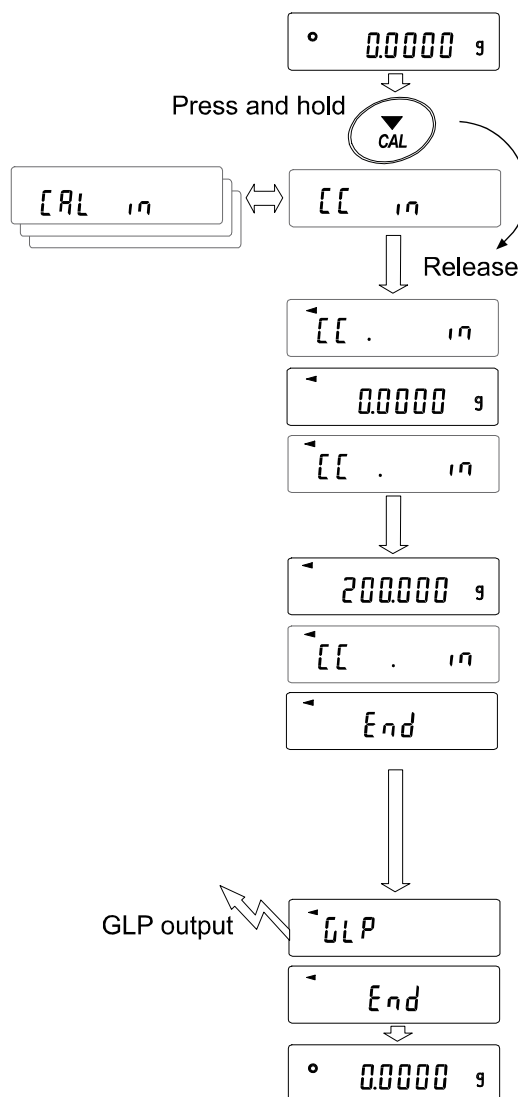 0.0000 g
Press and hold
CAL
CAL in
CC in
Release
CC . in
0.0000 g
CC . in
200.000 g
CC . in
End
GLP output
GLP
End
0.0000 g